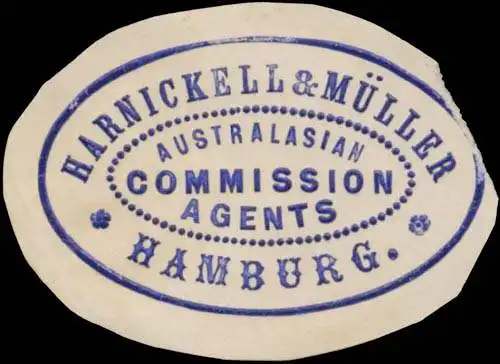 HARNICKELL & MÜLLER
AUSTRALASIAN
COMMISSION
AGENTS
HAMBURG.